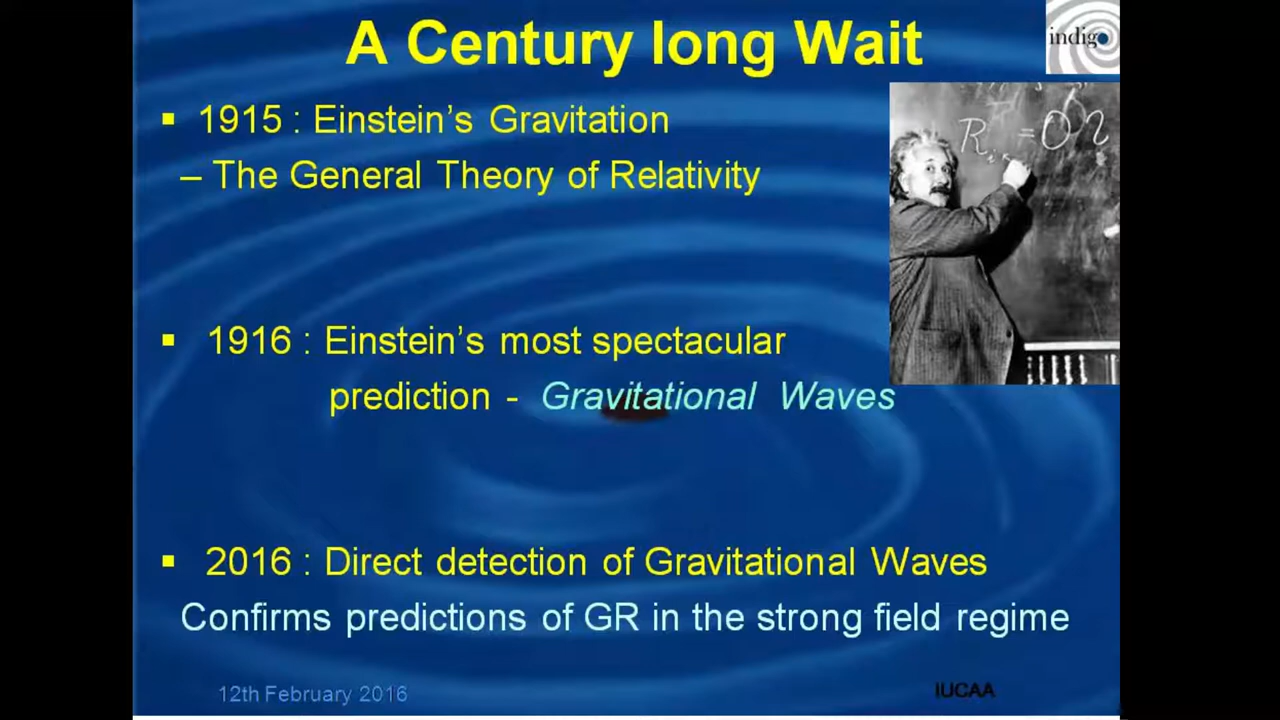 A Century long Wait
indigo
▪ 1915 : Einstein’s Gravitation
– The General Theory of Relativity
▪ 1916 : Einstein’s most spectacular
prediction - Gravitational Waves
▪ 2016 : Direct detection of Gravitational Waves
Confirms predictions of GR in the strong field regime
12th February 2016
IUCAA